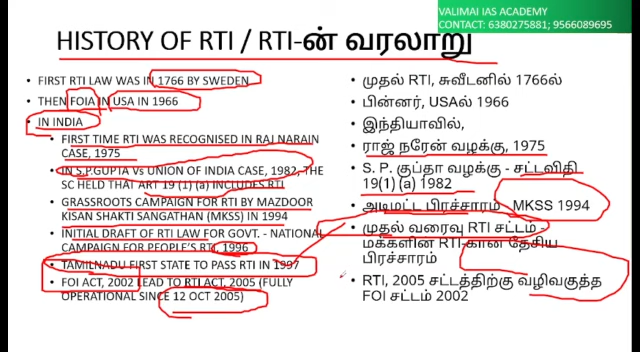 VALIMAI IAS ACADEMY
CONTACT: 6380275881; 9566089695
HISTORY OF RTI / RTI-ன் வரலாறு
• FIRST RTI LAW WAS IN 1766 BY SWEDEN
• THEN FOIA IN USA IN 1966
• IN INDIA
• FIRST TIME RTI WAS RECOGNISED IN RAJ NARAIN
CASE, 1975
• IN S.P.GUPTA Vs UNION OF INDIA CASE, 1982, THE
SC HELD THAT ART 19 (1) (a) INCLUDES RTI
• GRASSROOTS CAMPAIGN FOR RTI BY MAZDOOR
KISAN SHAKTI SANGATHAN (MKSS) IN 1994
• INITIAL DRAFT OF RTI LAW FOR GOVT. - NATIONAL
CAMPAIGN FOR PEOPLE'S RTI, 1996
• TAMILNADU FIRST STATE TO PASS RTI IN 1997
• FOI ACT, 2002 LEAD TO RTI ACT, 2005 (FULLY
OPERATIONAL SINCE 12 OCT 2005)
• முதல் RTI, சுவீடனில் 1766ல்
• பின்னர், USAல் 1966
• இந்தியாவில்,
• ராஜ் நரேன் வழக்கு, 1975
• S. P. குப்தா வழக்கு - சட்டவிதி
19(1) (a) 1982
• அடிமட்ட பிரச்சாரம் - MKSS 1994
• முதல் வரைவு RTI சட்டம் -
மக்களின் RTI-கான தேசிய
பிரச்சாரம்
• RTI, 2005 சட்டத்திற்கு வழிவகுத்த
FOI சட்டம் 2002